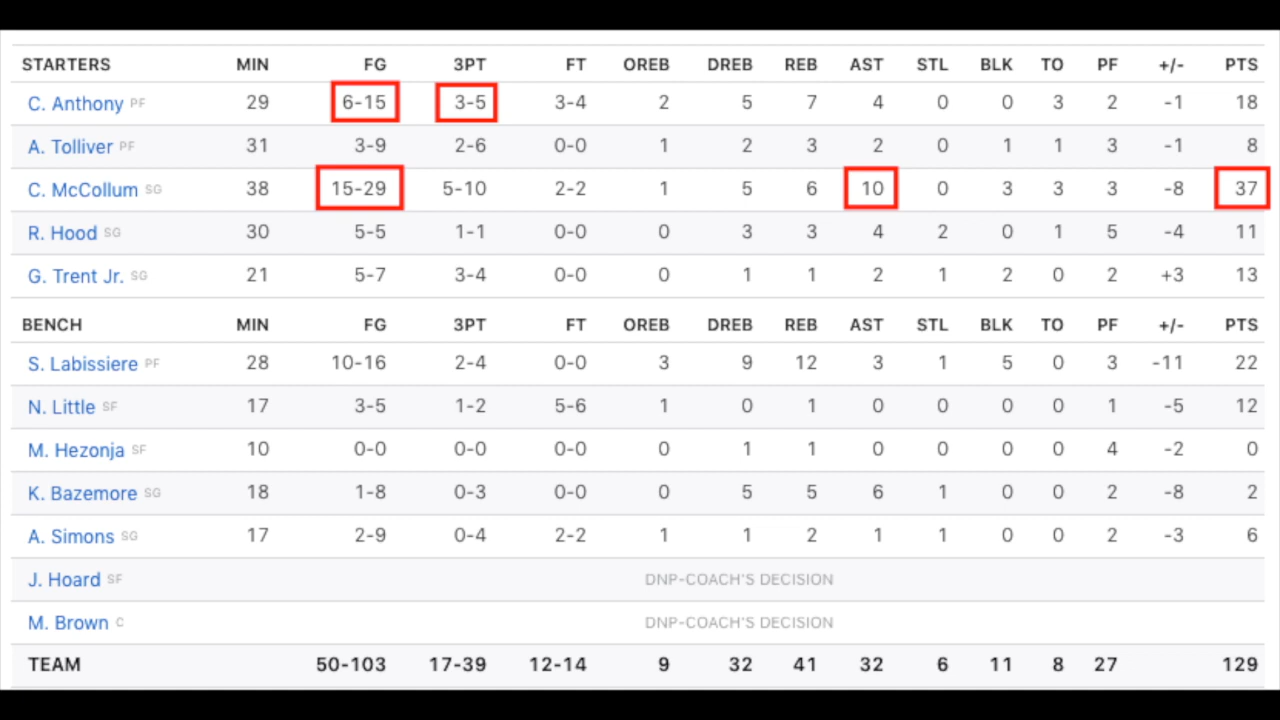 STARTERS MIN FG 3PT FT OREB DREB REB AST STL BLK TO PF +/- PTS
C. Anthony PF 29 6-15 3-5 3-4 2 5 7 4 0 0 3 2 -1 18
A. Tolliver PF 31 3-9 2-6 0-0 1 2 3 2 0 1 1 3 -1 8
C. McCollum SG 38 15-29 5-10 2-2 1 5 6 10 0 3 3 3 -8 37
R. Hood SG 30 5-5 1-1 0-0 0 3 3 4 2 0 1 5 -4 11
G. Trent Jr. SG 21 5-7 3-4 0-0 0 1 1 2 1 2 0 2 +3 13
BENCH MIN FG 3PT FT OREB DREB REB AST STL BLK TO PF +/- PTS
S. Labissiere PF 28 10-16 2-4 0-0 3 9 12 3 1 5 0 3 -11 22
N. Little SF 17 3-5 1-2 5-6 1 0 1 0 0 0 0 1 -5 12
M. Hezonja SF 10 0-0 0-0 0-0 0 1 1 0 0 0 0 4 -2 0
K. Bazemore SG 18 1-8 0-3 0-0 0 5 5 6 1 0 0 2 -8 2
A. Simons SG 17 2-9 0-4 2-2 1 1 2 1 1 0 0 2 -3 6
J. Hoard SF DNP-COACH'S DECISION
M. Brown C DNP-COACH'S DECISION
TEAM 50-103 17-39 12-14 9 32 41 32 6 11 8 27 129